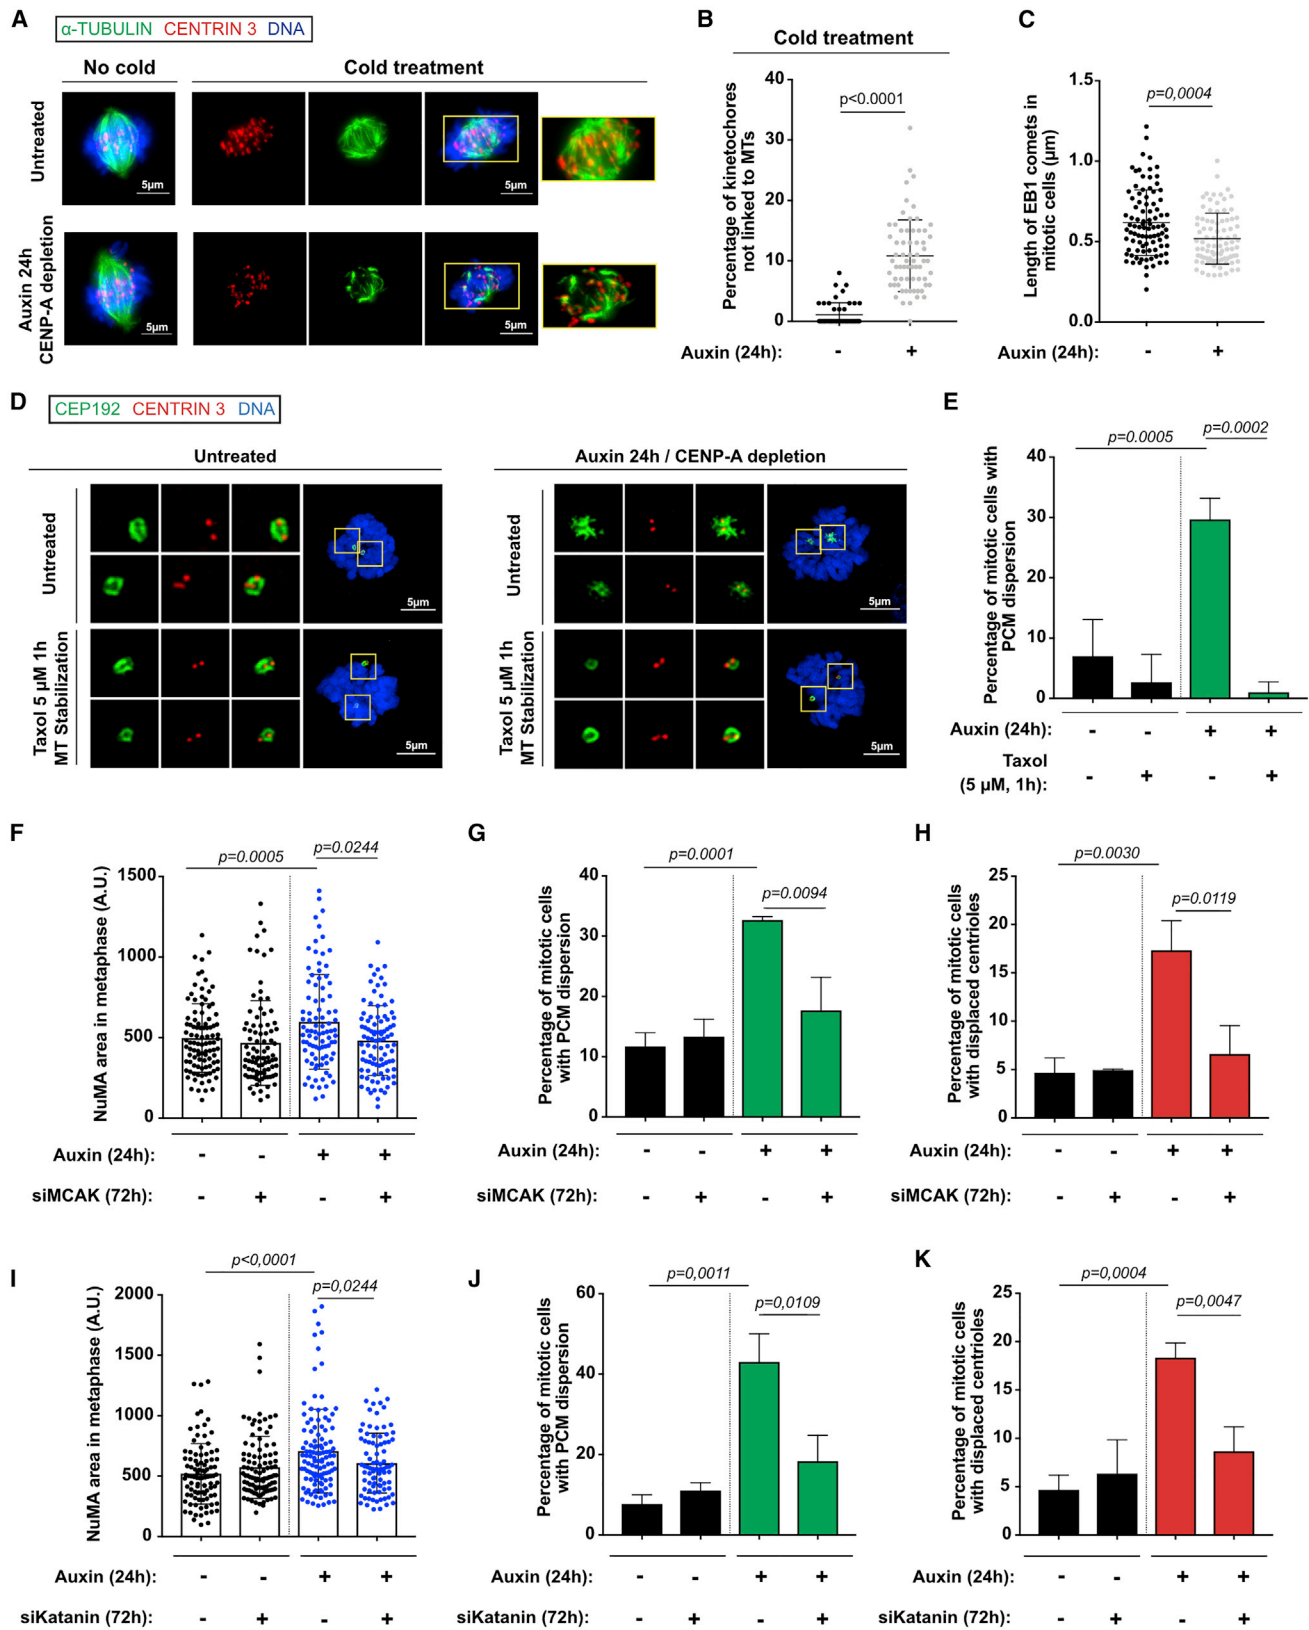 A
α-TUBULIN CENTRIN 3 DNA
No cold
Cold treatment
Untreated
5µm
5µm
Auxin 24h
CENP-A depletion
5µm
5µm
B
Cold treatment
Percentage of kinetochores
not linked to MTs
40
30
20
10
0
p<0.0001
Auxin (24h): - +
C
Length of EB1 comets in
mitotic cells (µm)
1.5
1.0
0.5
0.0
p=0,0004
Auxin (24h): - +
D
CEP192 CENTRIN 3 DNA
Untreated
Auxin 24h / CENP-A depletion
Untreated
5µm
Taxol 5 µM 1h
MT Stabilization
5µm
Untreated
5µm
Taxol 5 µM 1h
MT Stabilization
5µm
E
Percentage of mitotic cells with
PCM dispersion
40
30
20
10
0
p=0.0005
p=0.0002
Auxin (24h): - - + +
Taxol
(5 µM, 1h): - + - +
F
NuMA area in metaphase (A.U.)
1500
1000
500
0
p=0.0005
p=0.0244
Auxin (24h): - - + +
siMCAK (72h): - + - +
G
Percentage of mitotic cells
with PCM dispersion
40
30
20
10
0
p=0.0001
p=0.0094
Auxin (24h): - - + +
siMCAK (72h): - + - +
H
Percentage of mitotic cells
with displaced centrioles
25
20
15
10
5
0
p=0.0030
p=0.0119
Auxin (24h): - - + +
siMCAK (72h): - + - +
I
NuMA area in metaphase (A.U.)
2000
1500
1000
500
0
p<0,0001
p=0,0244
Auxin (24h): - - + +
siKatanin (72h): - + - +
J
Percentage of mitotic cells
with PCM dispersion
60
40
20
0
p=0,0011
p=0,0109
Auxin (24h): - - + +
siKatanin (72h): - + - +
K
Percentage of mitotic cells
with displaced centrioles
25
20
15
10
5
0
p=0,0004
p=0,0047
Auxin (24h): - - + +
siKatanin (72h): - + - +